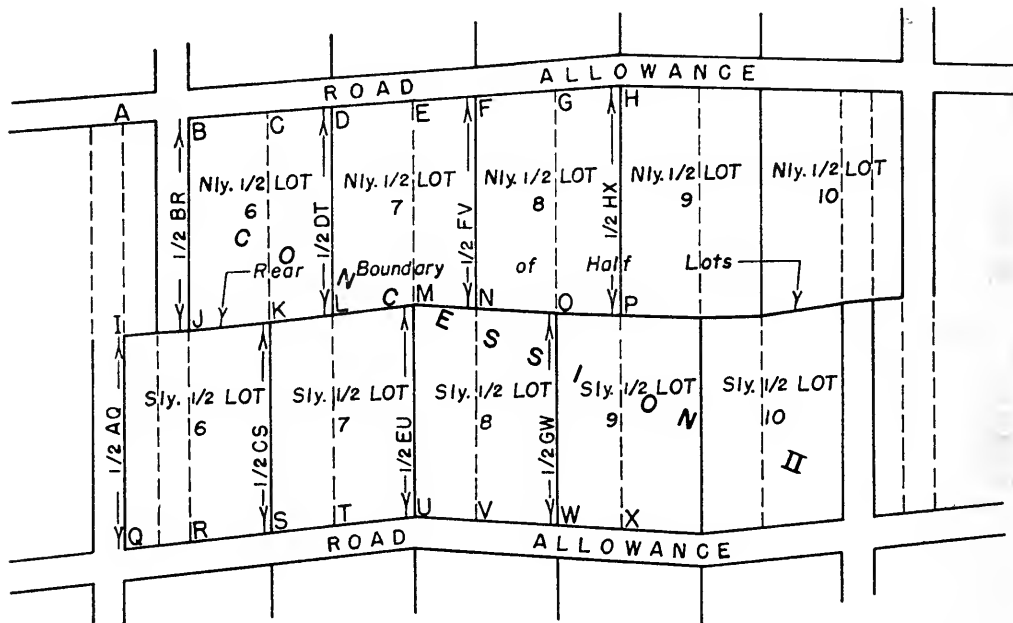 ROAD ALLOWANCE
A B C D E F G H
Nly. 1/2 LOT 6
Nly. 1/2 LOT 7
Nly. 1/2 LOT 8
Nly. 1/2 LOT 9
Nly. 1/2 LOT 10
1/2 BR
1/2 DT
1/2 FV
1/2 HX
CONCESSION II
Rear Boundary of Half Lots
I J K L M N O P
1/2 AQ
1/2 CS
1/2 EU
1/2 GW
Sly. 1/2 LOT 6
Sly. 1/2 LOT 7
Sly. 1/2 LOT 8
Sly. 1/2 LOT 9
Sly. 1/2 LOT 10
Q R S T U V W X
ROAD ALLOWANCE